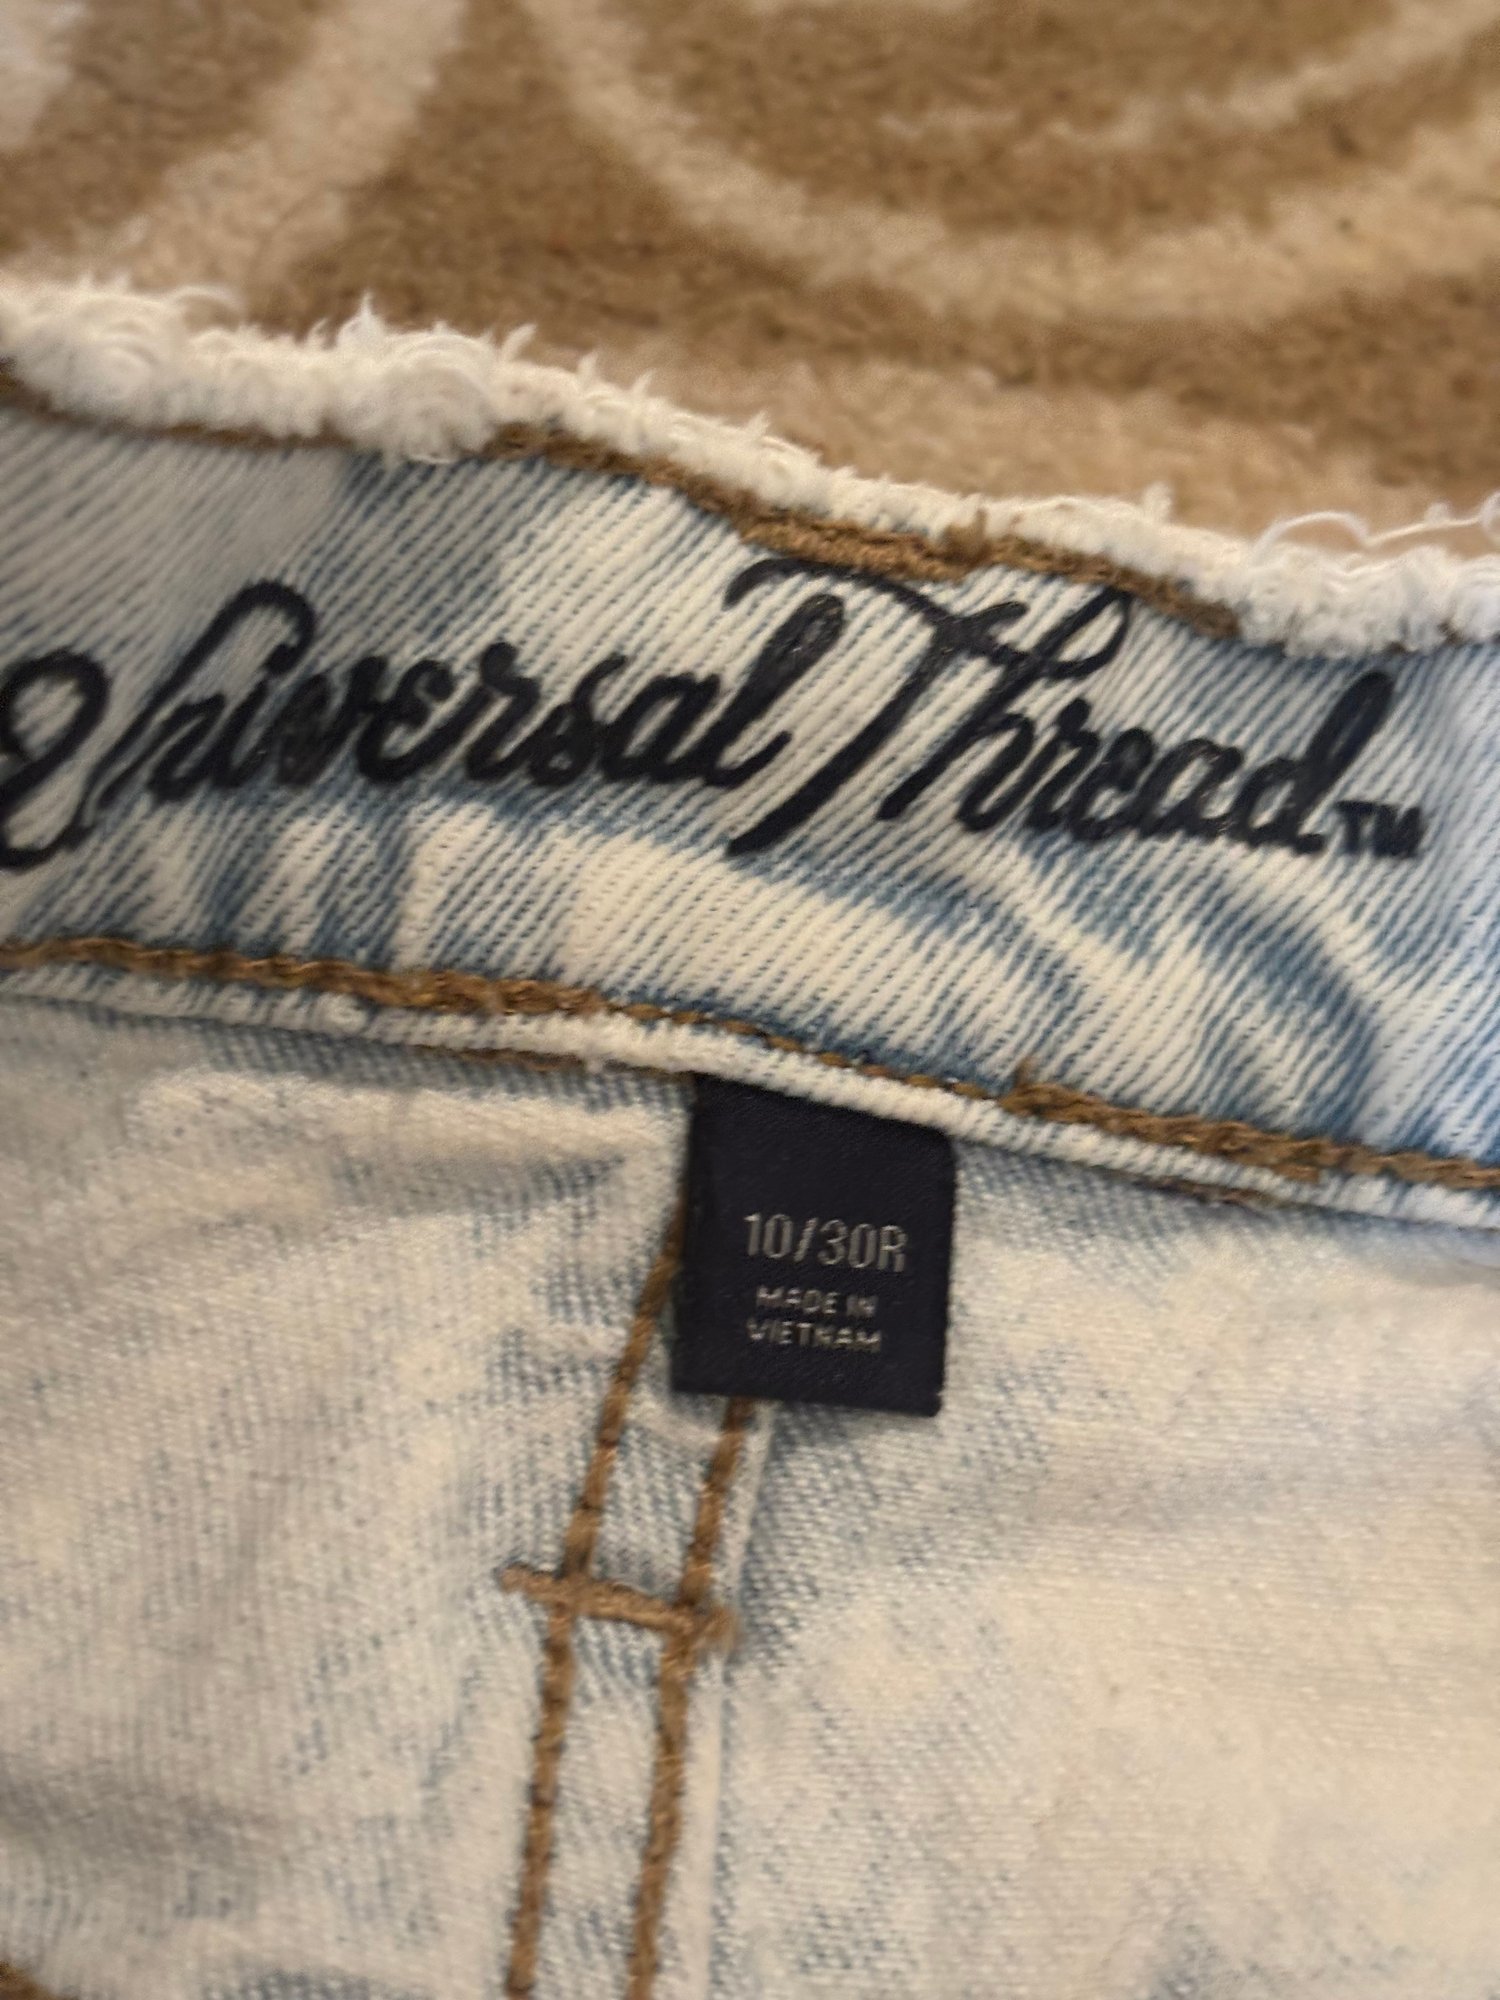 Universal Thread™
10/30R
MADE IN
VIETNAM